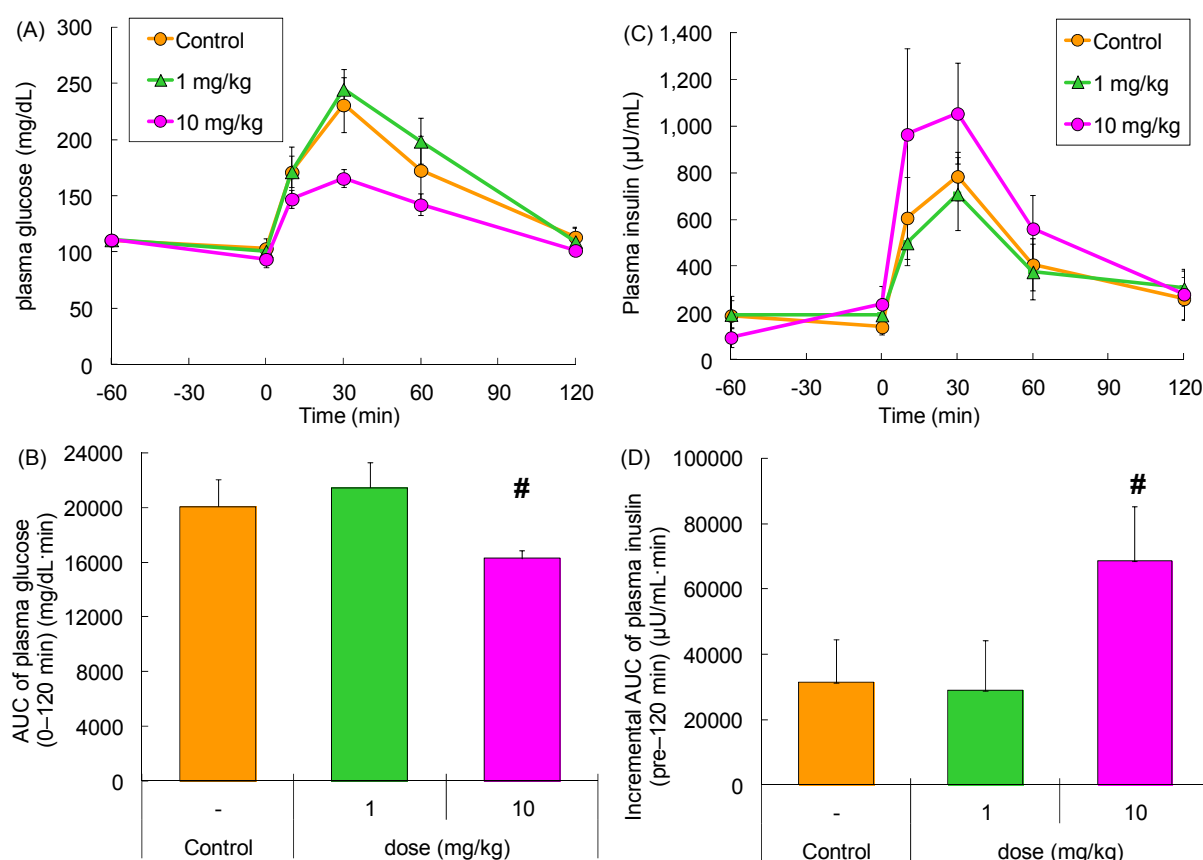 (A)
Control
1 mg/kg
10 mg/kg
plasma glucose (mg/dL)
300
250
200
150
100
50
0
-60 -30 0 30 60 90 120
Time (min)
(C)
Control
1 mg/kg
10 mg/kg
Plasma insulin (µU/mL)
1,400
1,200
1,000
800
600
400
200
0
-60 -30 0 30 60 90 120
Time (min)
(B)
AUC of plasma glucose
(0–120 min) (mg/dL·min)
24000
20000
16000
12000
8000
4000
0
#
- 1 10
Control dose (mg/kg)
(D)
Incremental AUC of plasma inuslin
(pre–120 min) (µU/mL·min)
100000
80000
60000
40000
20000
0
#
- 1 10
Control dose (mg/kg)